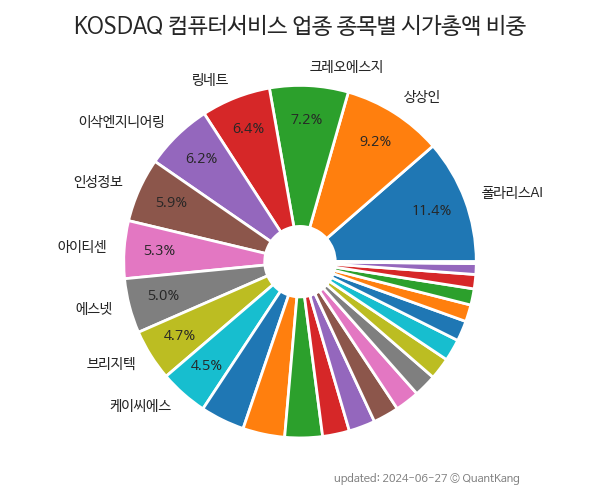 KOSDAQ 컴퓨터서비스 업종 종목별 시가총액 비중
크레오에스지
링네트
상상인
이삭엔지니어링
7.2%
6.4%
9.2%
6.2%
인성정보
폴라리스AI
5.9%
11.4%
아이티센
5.3%
5.0%
에스넷
4.7%
브리지텍
4.5%
케이씨에스
updated: 2024-06-27 ⓒ QuantKang